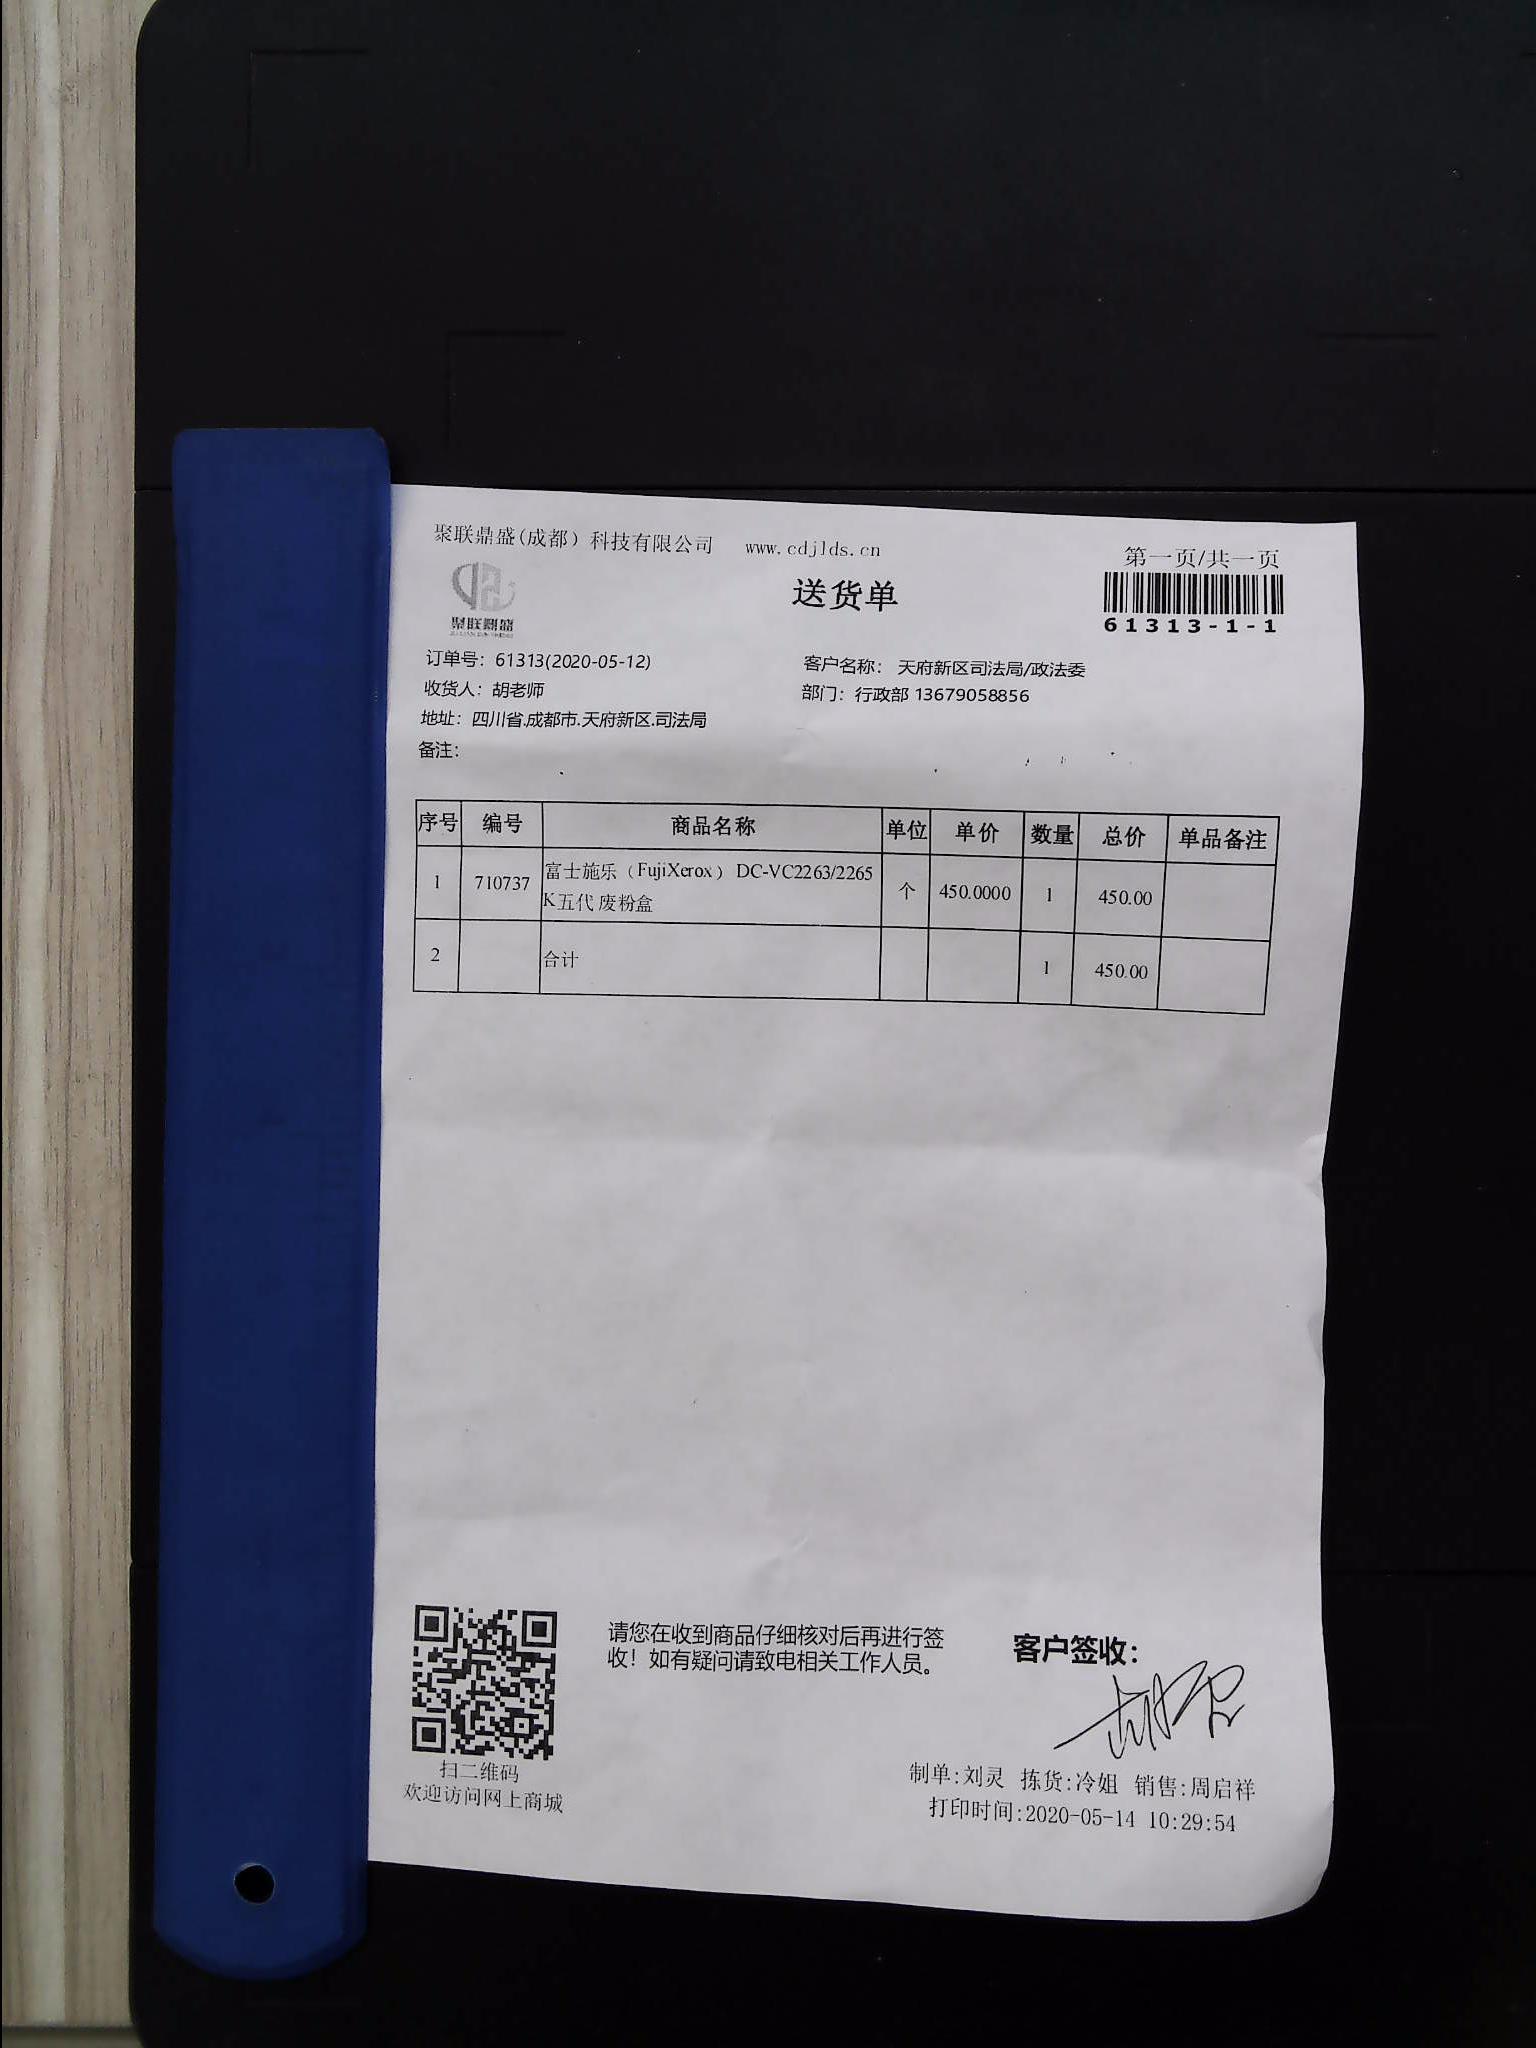 聚联鼎盛(成都）科技有限公司 www.cdjlds.cn
第一页/共一页
送货单
聚联鼎盛
61313-1-1
订单号：61313(2020-05-12) 客户名称： 天府新区司法局/政法委
收货人：胡老师 部门：行政部 13679058856
地址：四川省.成都市.天府新区.司法局
备注：
序号 编号 商品名称 单位 单价 数量 总价 单品备注
1 710737 富士施乐（FujiXerox） DC-VC2263/2265 个 450.0000 1 450.00
K五代 废粉盒
2 合计 1 450.00
请您在收到商品仔细核对后再进行签
收！如有疑问请致电相关工作人员。
客户签收：
扫二维码
欢迎访问网上商城
制单:刘灵 拣货:冷姐 销售:周启祥
打印时间:2020-05-14 10:29:54